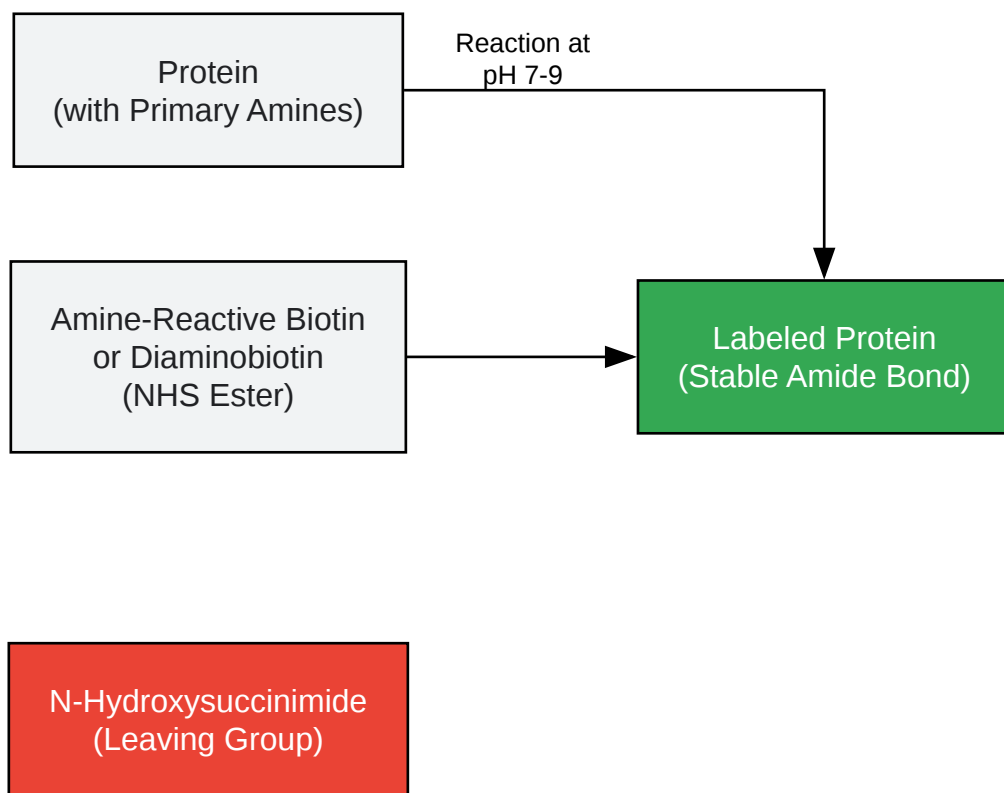 Protein
(with Primary Amines)
Reaction at
pH 7-9
Amine-Reactive Biotin
or Diaminobiotin
(NHS Ester)
Labeled Protein
(Stable Amide Bond)
N-Hydroxysuccinimide
(Leaving Group)